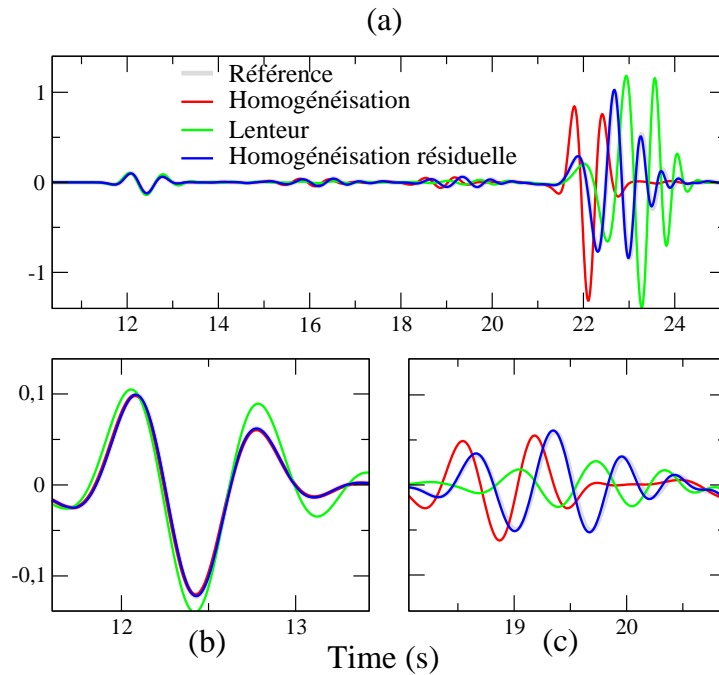 (a)
Référence
Homogénéisation
Lenteur
Homogénéisation résiduelle
1
0
-1
12 14 16 18 20 22 24
0,1
0
-0,1
12 13
19 20
(b) (c)
Time (s)